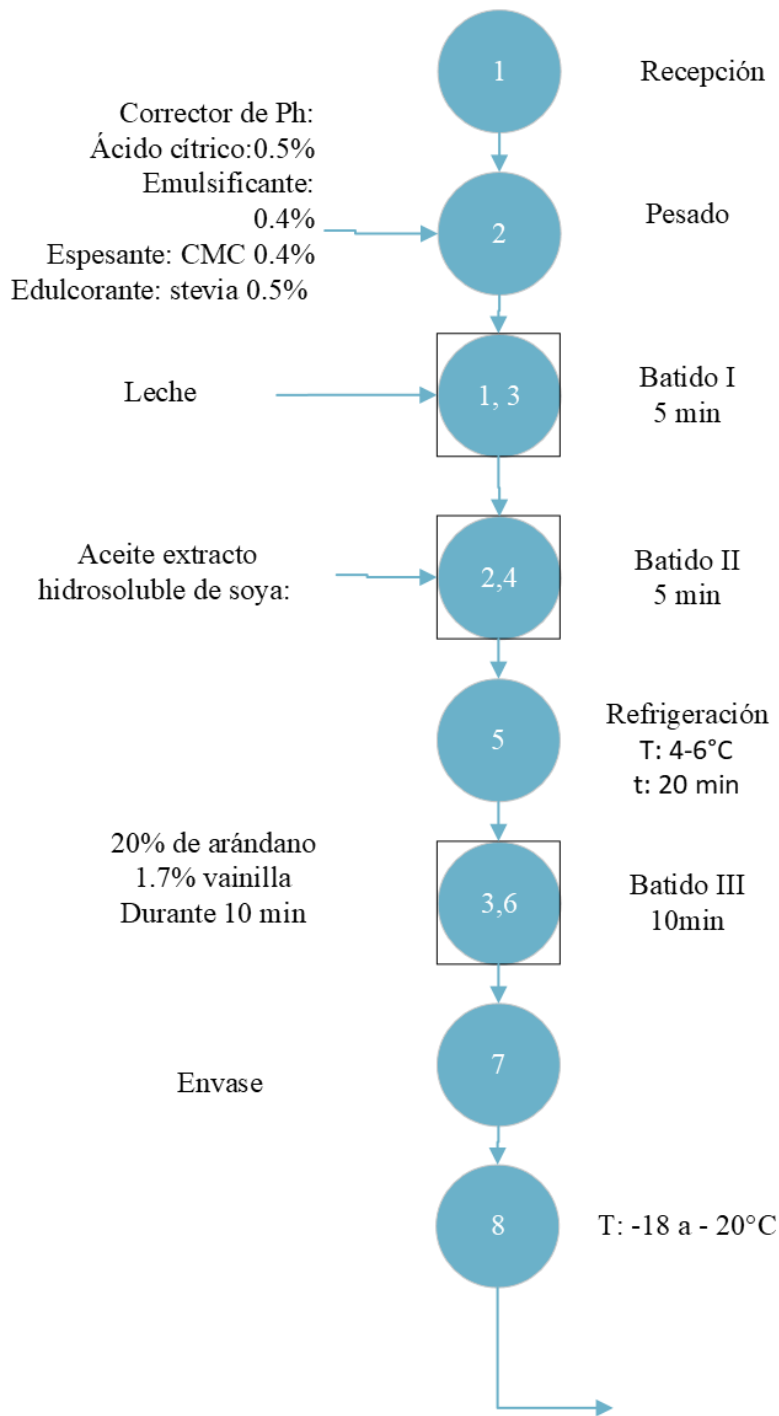 1
Recepción
Corrector de Ph:
Ácido cítrico:0.5%
Emulsificante:
0.4%
Espesante: CMC 0.4%
Edulcorante: stevia 0.5%
2
Pesado
Leche
1, 3
Batido I
5 min
Aceite extracto
hidrosoluble de soya:
2,4
Batido II
5 min
5
Refrigeración
T: 4-6°C
t: 20 min
20% de arándano
1.7% vainilla
Durante 10 min
3,6
Batido III
10min
7
Envase
8
T: -18 a - 20°C